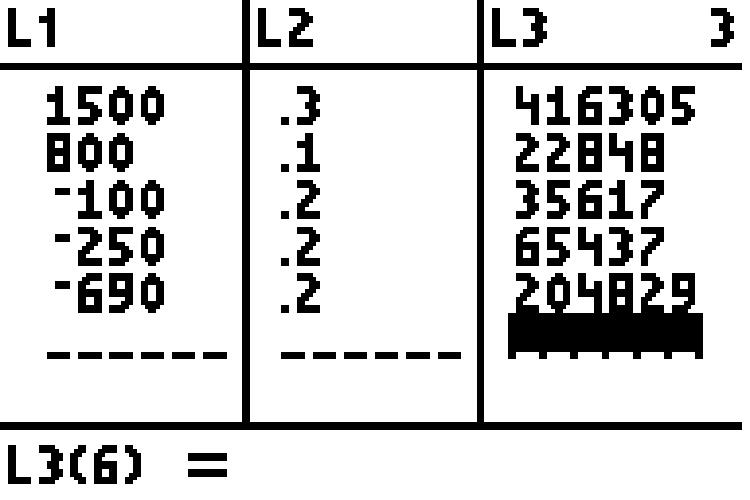 L1 L2 L3 3
1500 .3 416305
800 .1 22848
-100 .2 35617
-250 .2 65437
-690 .2 204829
------ ------
L3(6) =